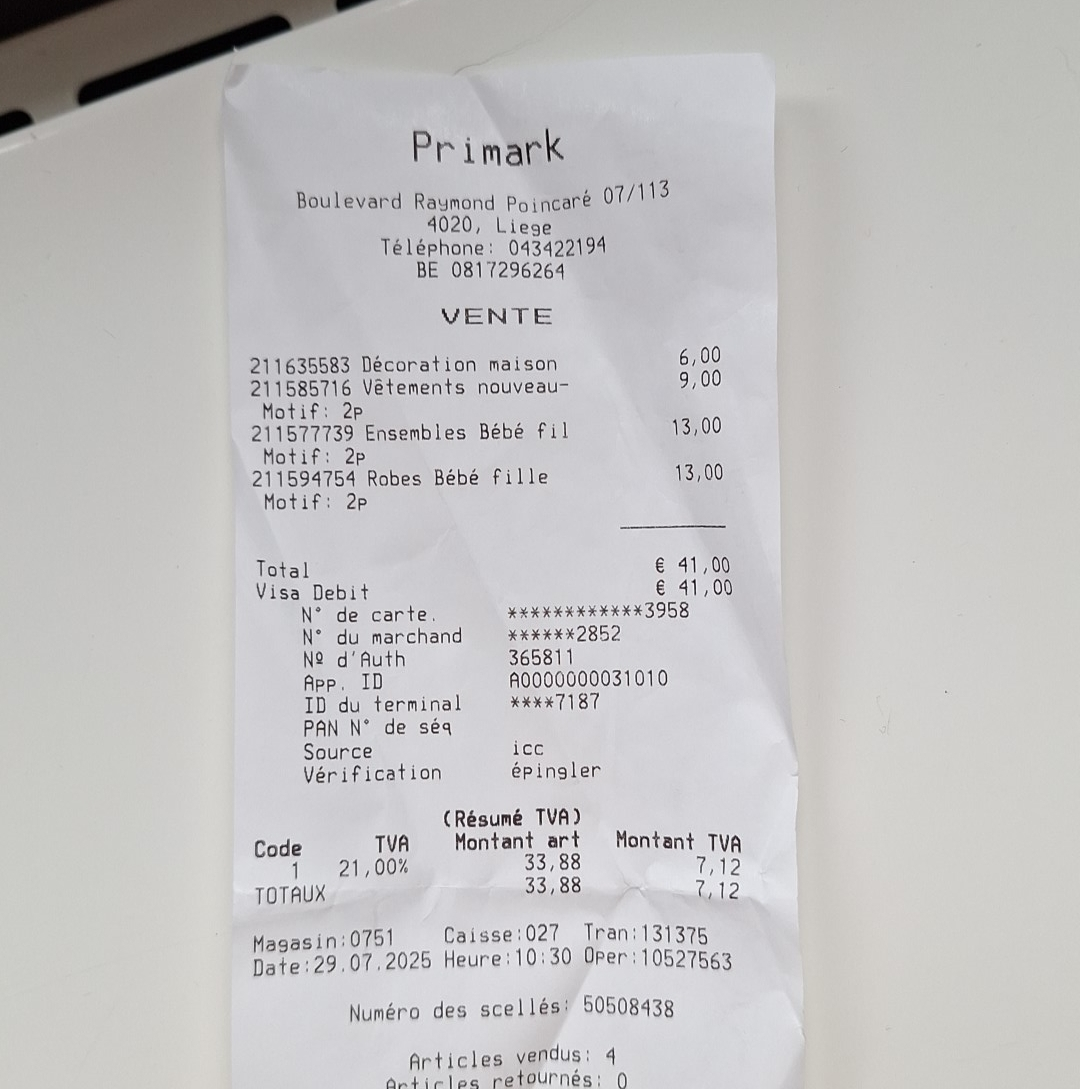 Primark
Boulevard Raymond Poincaré 07/113
4020, Liege
Téléphone: 043422194
BE 0817296264
VENTE
211635583 Décoration maison 6,00
211585716 Vêtements nouveau- 9,00
Motif: 2p
211577739 Ensembles Bébé fil 13,00
Motif: 2p
211594754 Robes Bébé fille 13,00
Motif: 2p
Total € 41,00
Visa Debit € 41,00
N° de carte. ************3958
N° du marchand ******2852
Nº d'Auth 365811
App. ID A0000000031010
ID du terminal ****7187
PAN N° de séq
Source icc
Vérification épingler
(Résumé TVA)
Code TVA Montant art Montant TVA
1 21,00% 33,88 7,12
TOTAUX 33,88 7,12
Magasin:0751 Caisse:027 Tran:131375
Date:29.07.2025 Heure:10:30 Oper:10527563
Numéro des scellés: 50508438
Articles vendus: 4
Articles retournés: 0